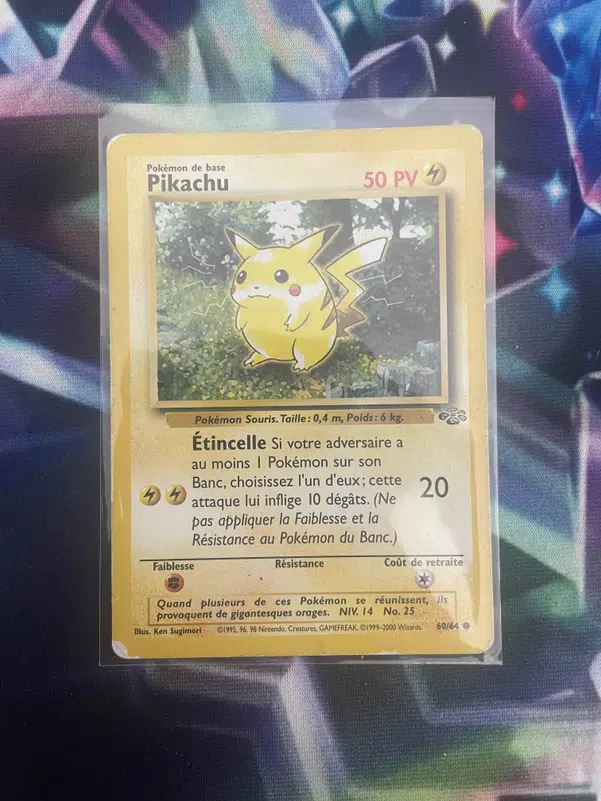 Pokémon de base
Pikachu
50 PV
Pokémon Souris. Taille : 0,4 m, Poids : 6 kg.
Étincelle Si votre adversaire a
au moins 1 Pokémon sur son
Banc, choisissez l'un d'eux ; cette
attaque lui inflige 10 dégâts. (Ne
pas appliquer la Faiblesse et la
Résistance au Pokémon du Banc.)
20
Faiblesse
Résistance
Coût de retraite
Quand plusieurs de ces Pokémon se réunissent, ils
provoquent de gigantesques orages. NIV. 14 No. 25
Illus. Ken Sugimori
©1995, 96, 98 Nintendo, Creatures, GAMEFREAK. ©1999-2000 Wizards.
60/64